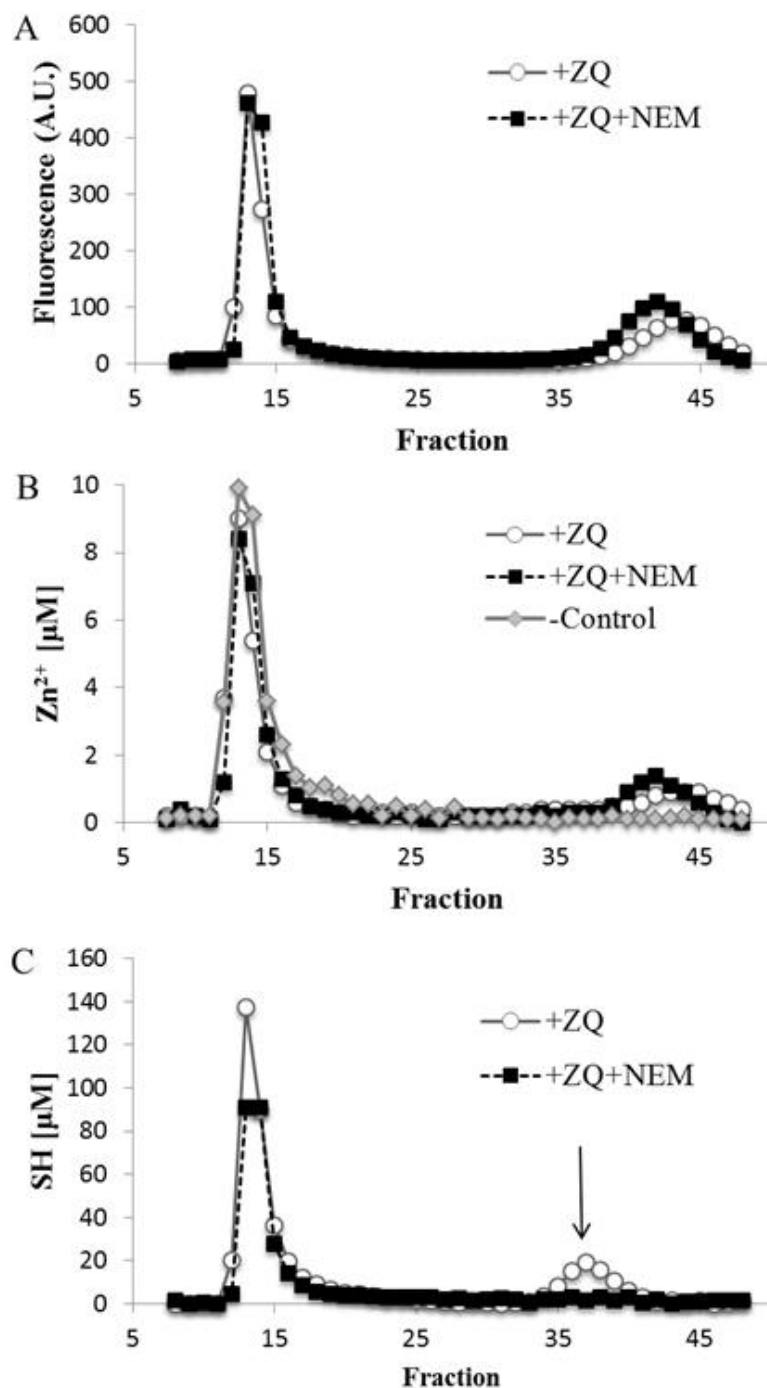 A
600
500
400
300
200
100
0
Fluorescence (A.U.)
+ZQ
+ZQ+NEM
5 15 25 35 45
Fraction
B
10
8
6
4
2
0
Zn²⁺ [µM]
+ZQ
+ZQ+NEM
-Control
5 15 25 35 45
Fraction
C
160
140
120
100
80
60
40
20
0
SH [µM]
+ZQ
+ZQ+NEM
5 15 25 35 45
Fraction